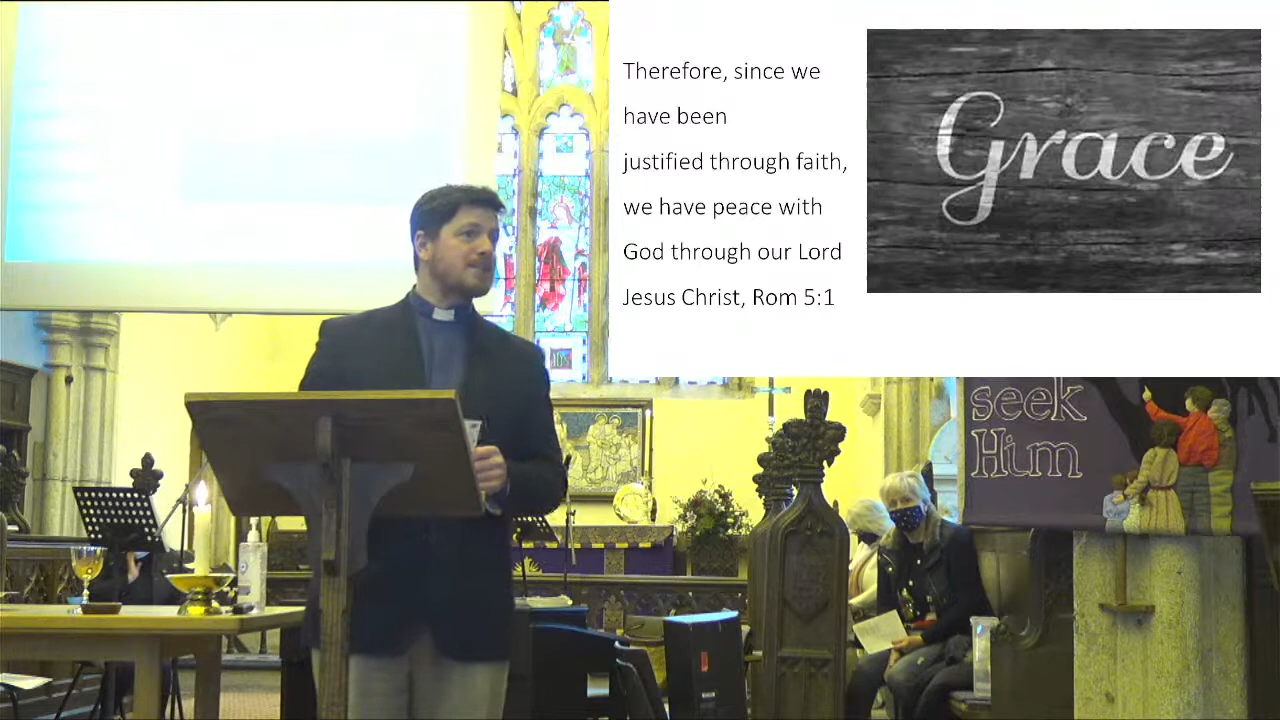 Therefore, since we
have been
justified through faith,
we have peace with
God through our Lord
Jesus Christ, Rom 5:1
Grace
seek
Him